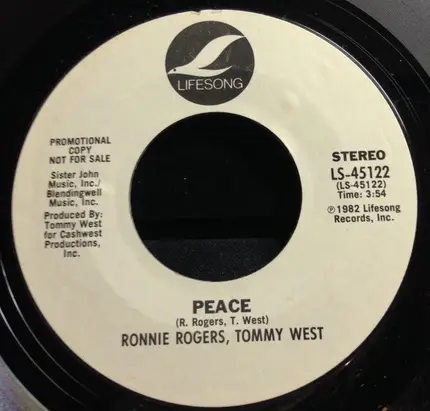 LIFESONG
PROMOTIONAL
COPY
NOT FOR SALE
Sister John
Music, Inc./
Blendingwell
Music, Inc.
Produced By:
Tommy West
for Cashwest
Productions,
Inc.
STEREO
LS-45122
(LS-45122)
Time: 3:54
℗ 1982 Lifesong
Records, Inc.
PEACE
(R. Rogers, T. West)
RONNIE ROGERS, TOMMY WEST